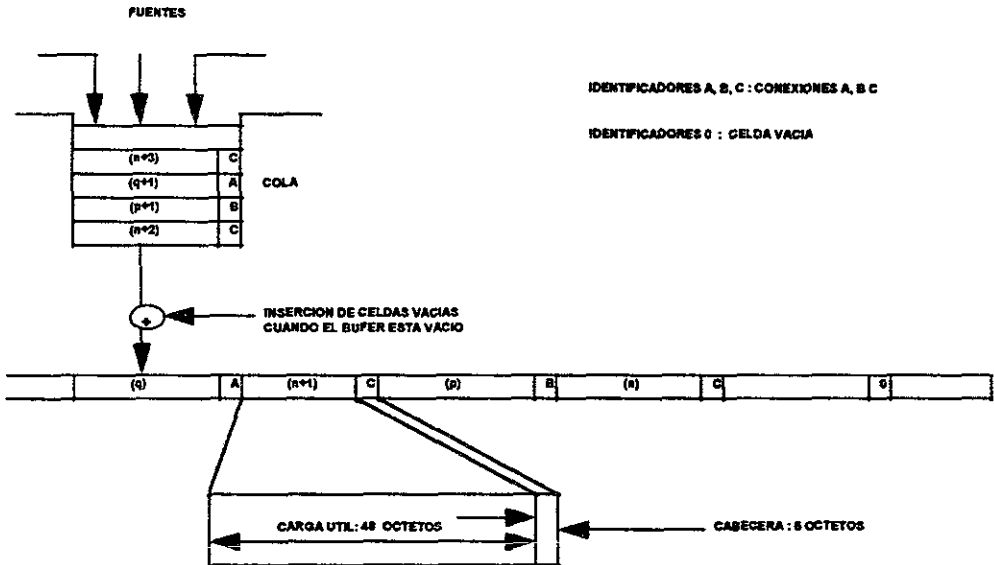 FUENTES
IDENTIFICADORES A, B, C : CONEXIONES A, B C
IDENTIFICADORES 0 : CELDA VACIA
(n+3) C
(q+1) A
COLA
(p+1) B
(n+2) C
+
INSERCION DE CELDAS VACIAS
CUANDO EL BUFER ESTA VACIO
(q) A (n+1) C (p) B (n) C 0
CARGA UTIL: 48 OCTETOS
CABECERA : 5 OCTETOS